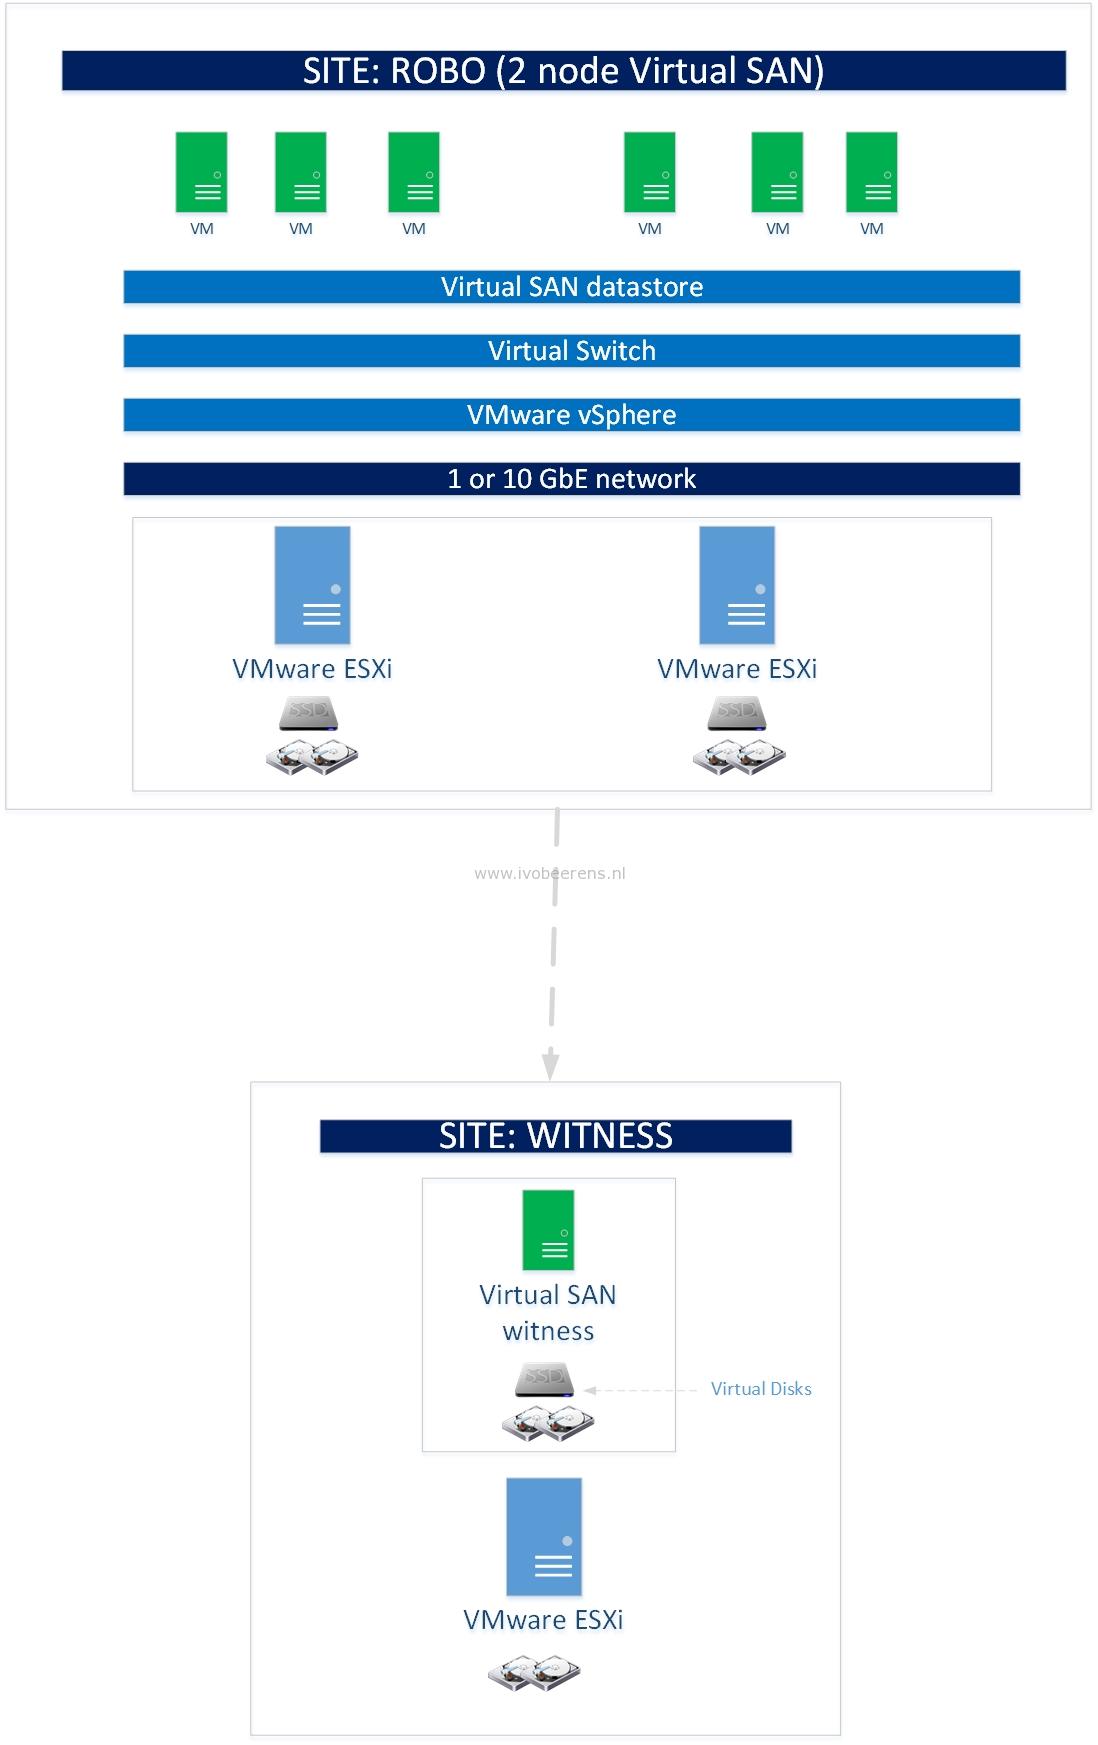 SITE: ROBO (2 node Virtual SAN)
VM
VM
VM
VM
VM
VM
Virtual SAN datastore
Virtual Switch
VMware vSphere
1 or 10 GbE network
VMware ESXi
VMware ESXi
SSD
SSD
www.ivobeerens.nl
SITE: WITNESS
Virtual SAN
witness
SSD
Virtual Disks
VMware ESXi